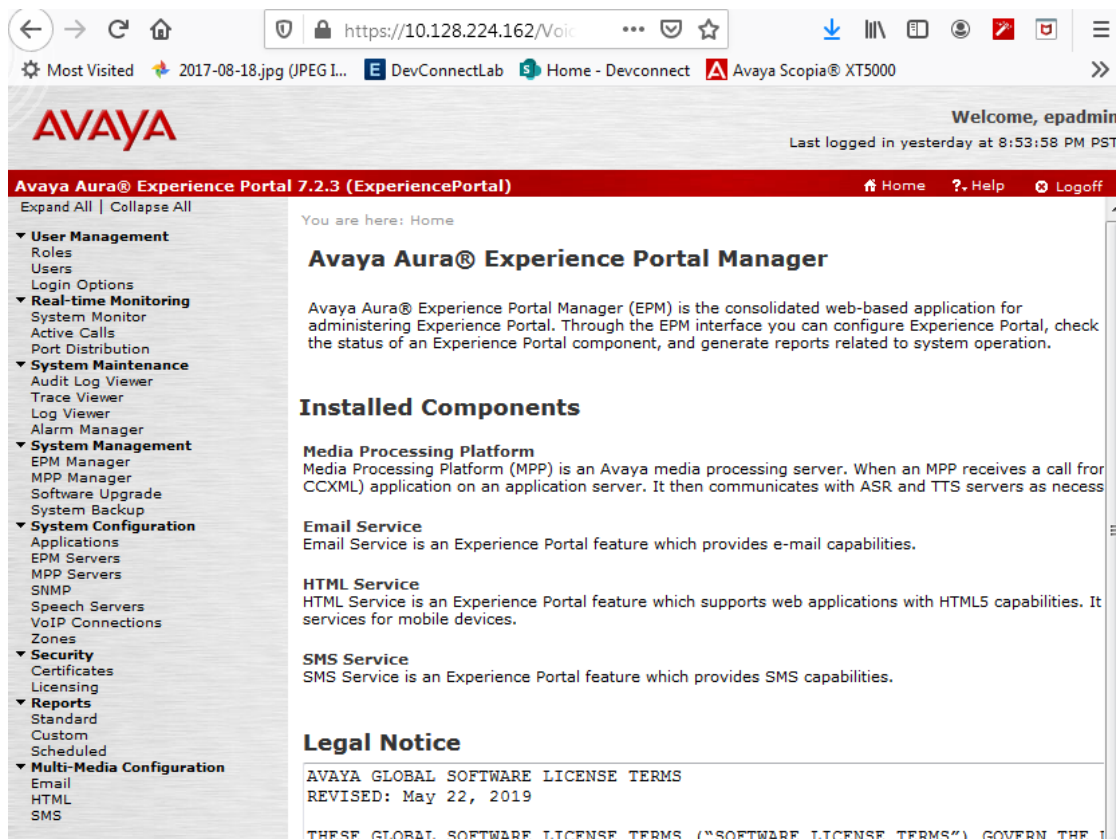 https://10.128.224.162/Voic
Most Visited 2017-08-18.jpg (JPEG I... E DevConnectLab S Home - Devconnect Avaya Scopia® XT5000
AVAYA
Welcome, epadmin
Last logged in yesterday at 8:53:58 PM PST
Avaya Aura® Experience Portal 7.2.3 (ExperiencePortal) Home ? Help Logoff
Expand All | Collapse All
User Management
Roles
Users
Login Options
Real-time Monitoring
System Monitor
Active Calls
Port Distribution
System Maintenance
Audit Log Viewer
Trace Viewer
Log Viewer
Alarm Manager
System Management
EPM Manager
MPP Manager
Software Upgrade
System Backup
System Configuration
Applications
EPM Servers
MPP Servers
SNMP
Speech Servers
VoIP Connections
Zones
Security
Certificates
Licensing
Reports
Standard
Custom
Scheduled
Multi-Media Configuration
Email
HTML
SMS
You are here: Home
Avaya Aura® Experience Portal Manager
Avaya Aura® Experience Portal Manager (EPM) is the consolidated web-based application for
administering Experience Portal. Through the EPM interface you can configure Experience Portal, check
the status of an Experience Portal component, and generate reports related to system operation.
Installed Components
Media Processing Platform
Media Processing Platform (MPP) is an Avaya media processing server. When an MPP receives a call
CCXML) application on an application server. It then communicates with ASR and TTS servers as necess
Email Service
Email Service is an Experience Portal feature which provides e-mail capabilities.
HTML Service
HTML Service is an Experience Portal feature which supports web applications with HTML5 capabilities. It
services for mobile devices.
SMS Service
SMS Service is an Experience Portal feature which provides SMS capabilities.
Legal Notice
AVAYA GLOBAL SOFTWARE LICENSE TERMS
REVISED: May 22, 2019
THESE GLOBAL SOFTWARE LICENSE TERMS ("SOFTWARE LICENSE TERMS") GOVERN THE